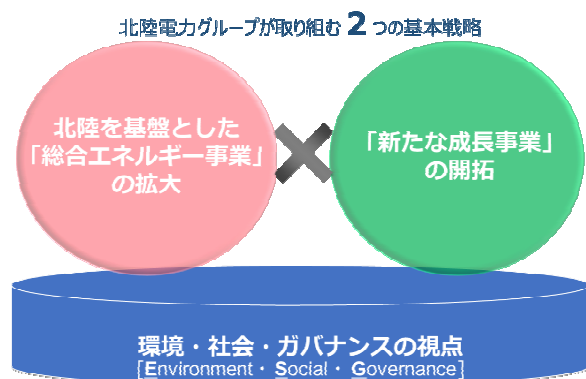 北陸電力グループが取り組む 2 つの基本戦略
北陸を基盤とした
「総合エネルギー事業」
の拡大
「新たな成長事業」
の開拓
環境・社会・ガバナンスの視点
[Environment・Social・Governance]